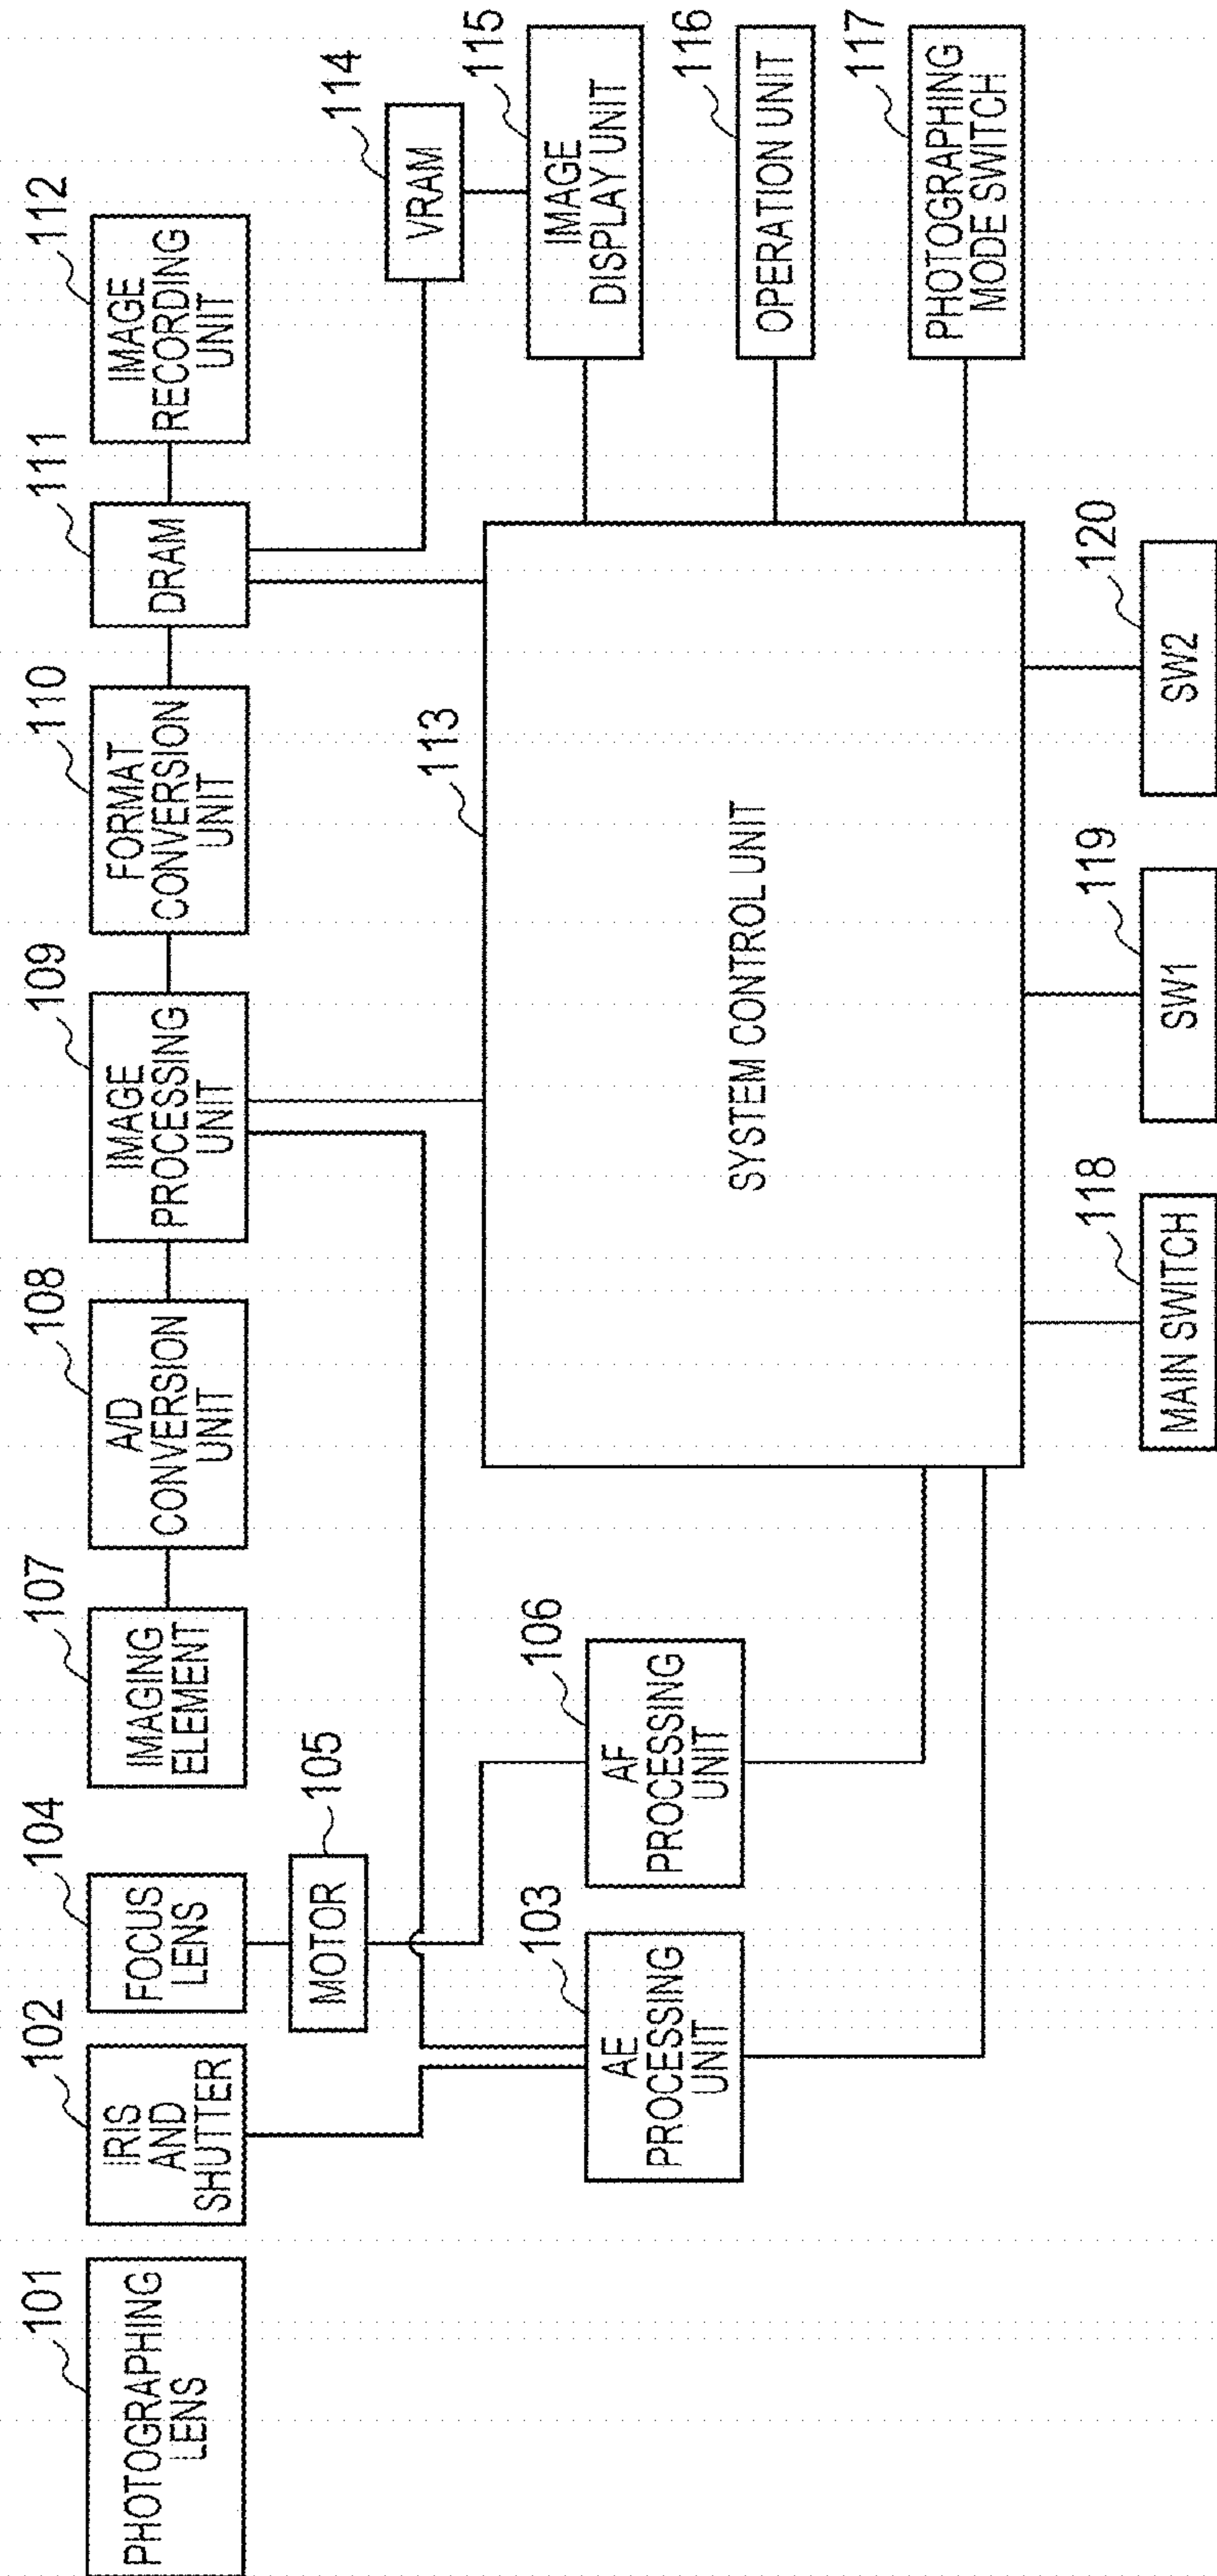 101
PHOTOGRAPHING
LENS
102
IRIS
AND
SHUTTER
104
FOCUS
LENS
105
MOTOR
107
IMAGING
ELEMENT
108
A/D
CONVERSION
UNIT
109
IMAGE
PROCESSING
UNIT
110
FORMAT
CONVERSION
UNIT
111
DRAM
112
IMAGE
RECORDING
UNIT
114
VRAM
113
SYSTEM CONTROL UNIT
115
IMAGE
DISPLAY UNIT
116
OPERATION UNIT
117
PHOTOGRAPHING
MODE SWITCH
103
AE
PROCESSING
UNIT
106
AF
PROCESSING
UNIT
118
MAIN SWITCH
119
SW1
120
SW2